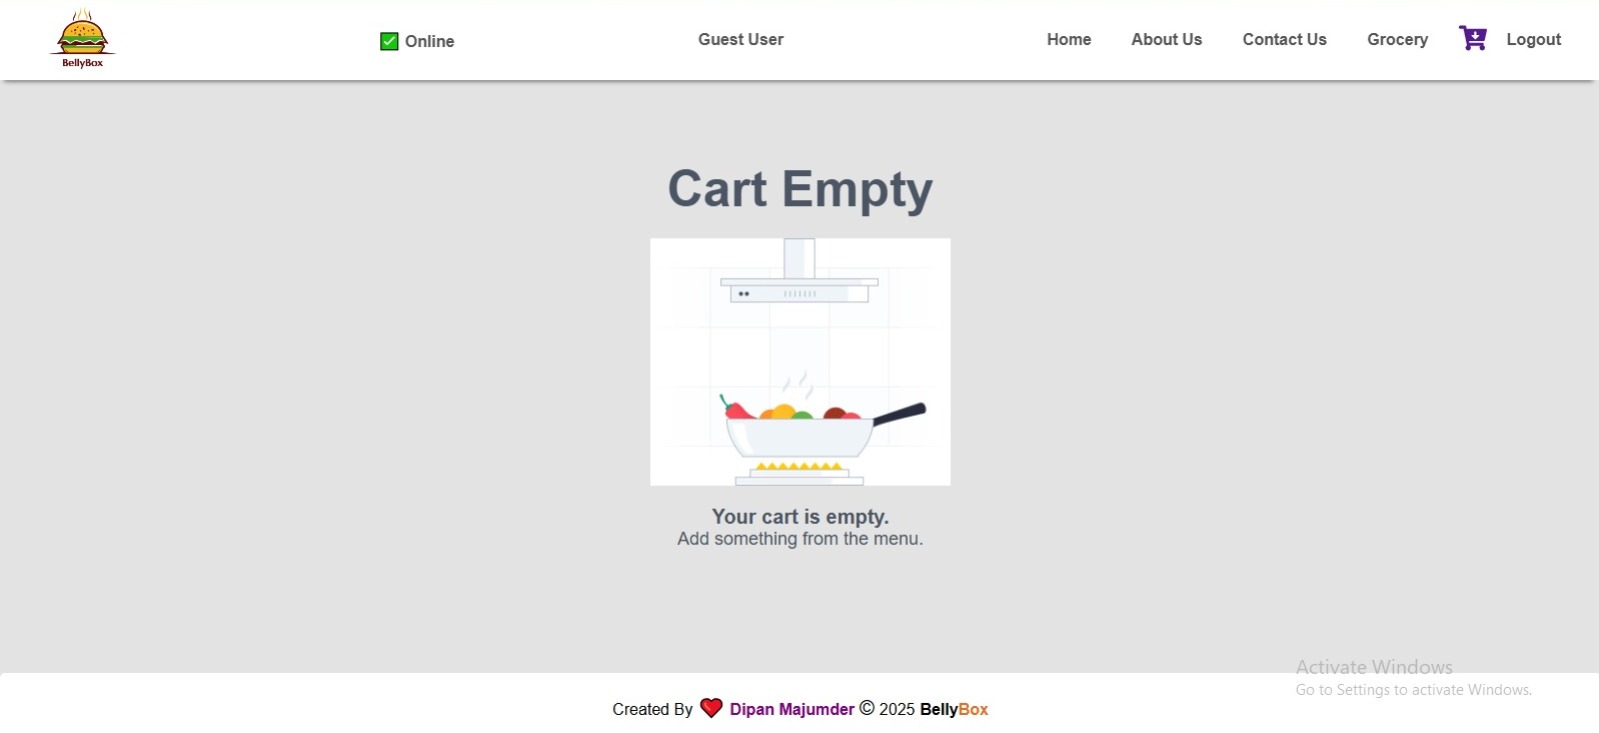 BellyBox
✅ Online
Guest User
Home
About Us
Contact Us
Grocery
Logout
Cart Empty
Your cart is empty.
Add something from the menu.
Activate Windows
Go to Settings to activate Windows.
Created By ❤️ Dipan Majumder © 2025 BellyBox